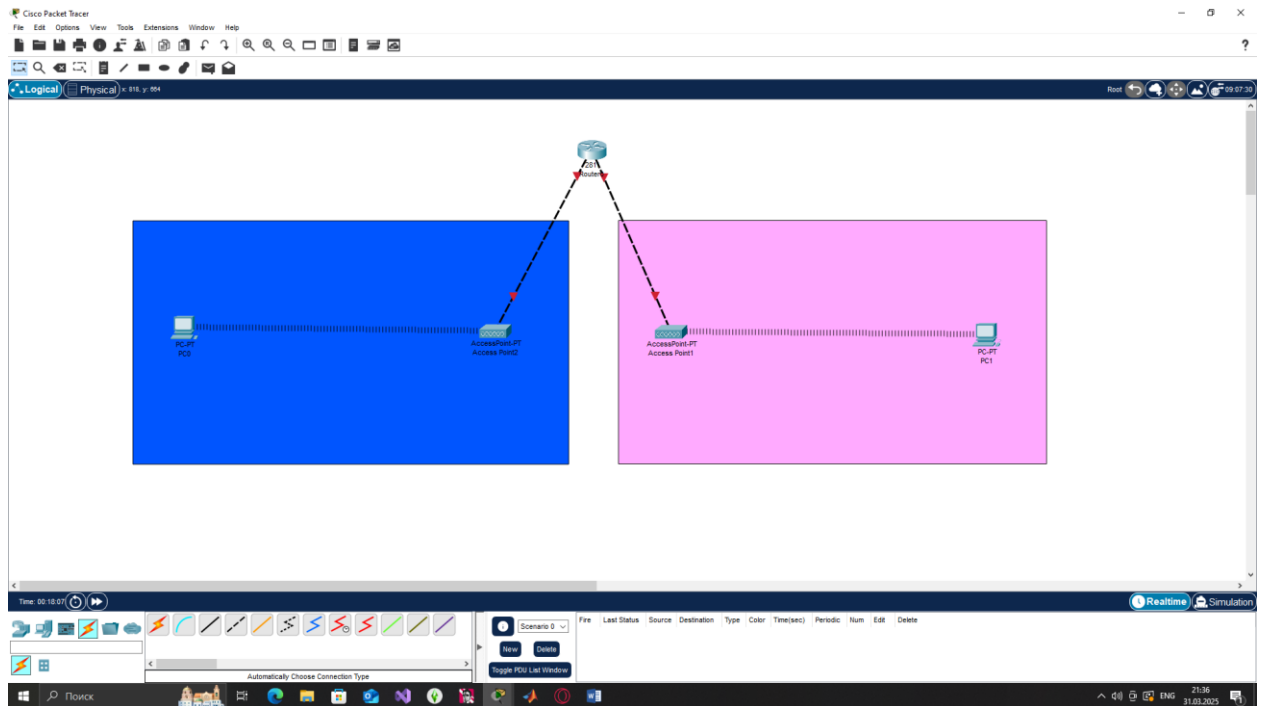 Cisco Packet Tracer
File Edit Options View Tools Extensions Window Help
?
Logical Physical x: 818, y: 664 Root 09:07:30
281
Router
PC-PT
PC0
AccessPoint-PT
Access Point2
AccessPoint-PT
Access Point1
PC-PT
PC1
Time: 00:18:07 Realtime Simulation
Scenario 0
New Delete
Toggle PDU List Window
Fire Last Status Source Destination Type Color Time(sec) Periodic Num Edit Delete
Automatically Choose Connection Type
Поиск
ENG 21:36
31.03.2025